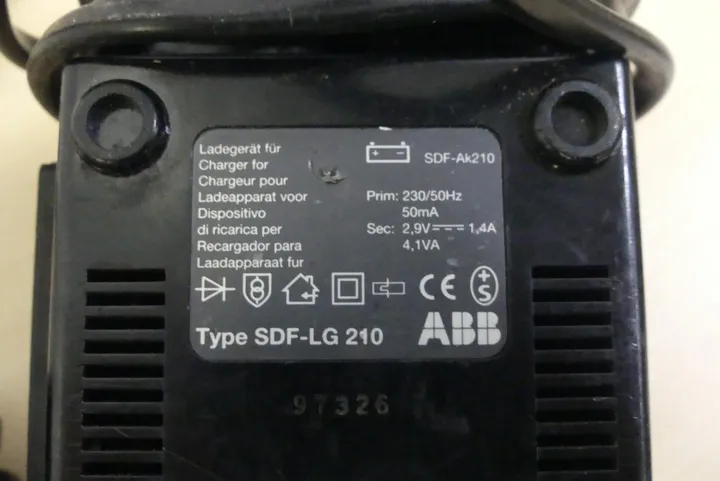 Ladegerät für
Charger for
Chargeur pour
Ladeapparat voor
Dispositivo
di ricarica per
Recargador para
Laadapparaat fur
SDF-Ak210
Prim: 230/50Hz
50mA
Sec: 2,9V 1,4A
4,1VA
CE
+S
Type SDF-LG 210
ABB
97326